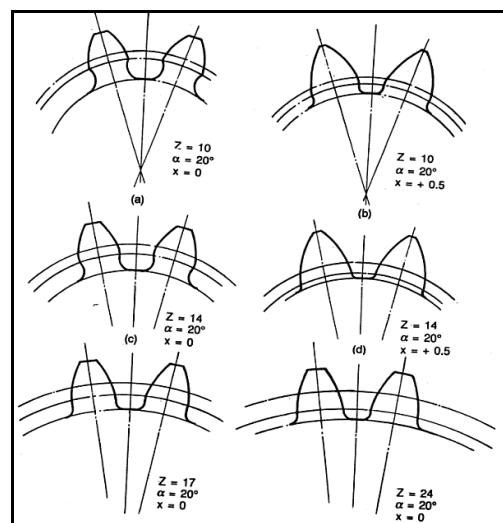 Z = 10
α = 20°
x = 0
(a)
Z = 10
α = 20°
x = + 0.5
(b)
Z = 14
α = 20°
x = 0
(c)
Z = 14
α = 20°
x = + 0.5
(d)
Z = 17
α = 20°
x = 0
Z = 24
α = 20°
x = 0